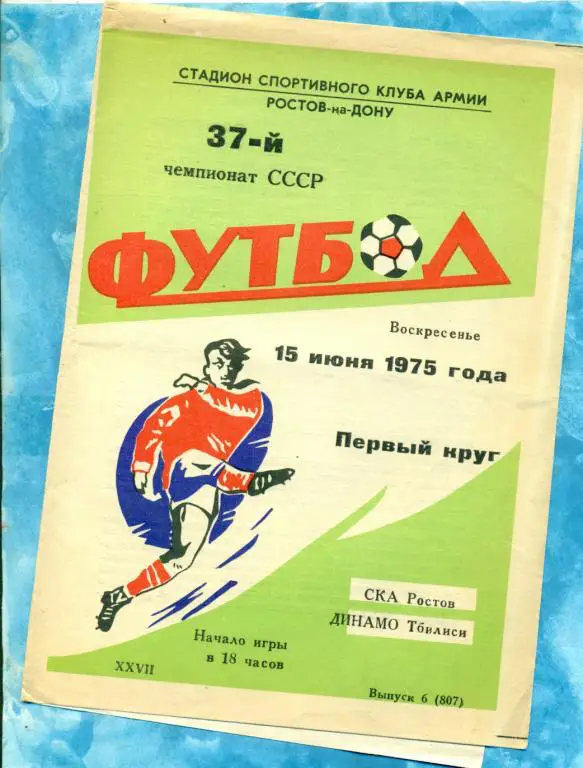 СТАДИОН СПОРТИВНОГО КЛУБА АРМИИ
РОСТОВ-на-ДОНУ
37-й
чемпионат СССР
ФУТБОЛ
Воскресенье
15 июня 1975 года
Первый круг
СКА Ростов
ДИНАМО Тбилиси
Начало игры
в 18 часов
XXVII
Выпуск 6 (807)